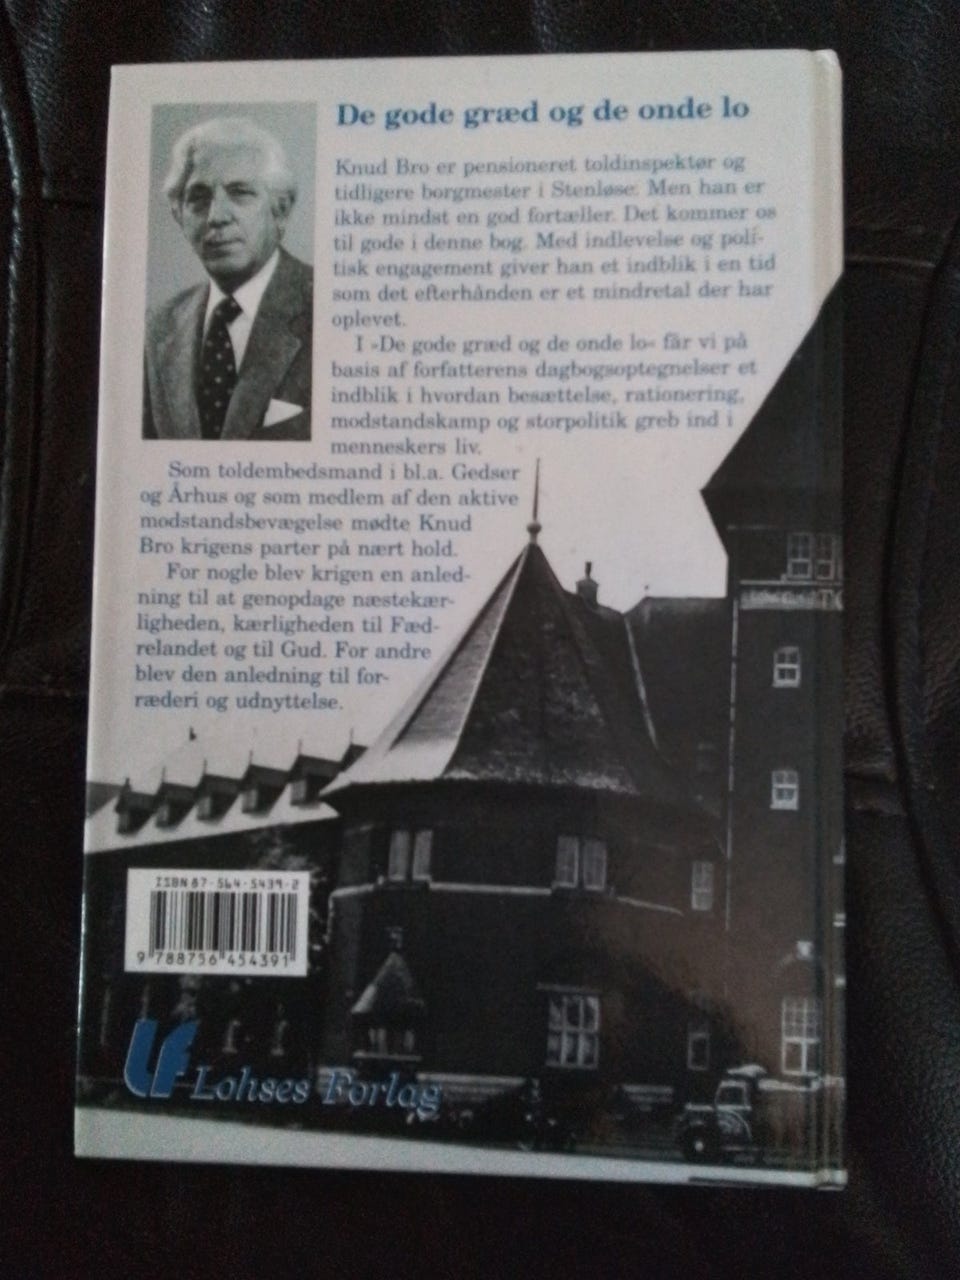 De gode græd og de onde lo
Knud Bro er pensioneret toldinspektør og
tidligere borgmester i Stenløse. Men han er
ikke mindst en god fortæller. Det kommer os
til gode i denne bog. Med indlevelse og poli-
tisk engagement giver han et indblik i en tid
som det efterhånden er et mindretal der har
oplevet.
I »De gode græd og de onde lo« får vi på
basis af forfatterens dagbogsoptegnelser et
indblik i hvordan besættelse, rationering,
modstandskamp og storpolitik greb ind i
menneskers liv.
Som toldembedsmand i bl.a. Gedser
og Århus og som medlem af den aktive
modstandsbevægelse mødte Knud
Bro krigens parter på nært hold.
For nogle blev krigen en anled-
ning til at genopdage næstekær-
ligheden, kærligheden til Fæd-
relandet og til Gud. For andre
blev den anledning til for-
ræderi og udnyttelse.
ISBN 87-564-5439-2
9 788756 454391
LF Lohses Forlag